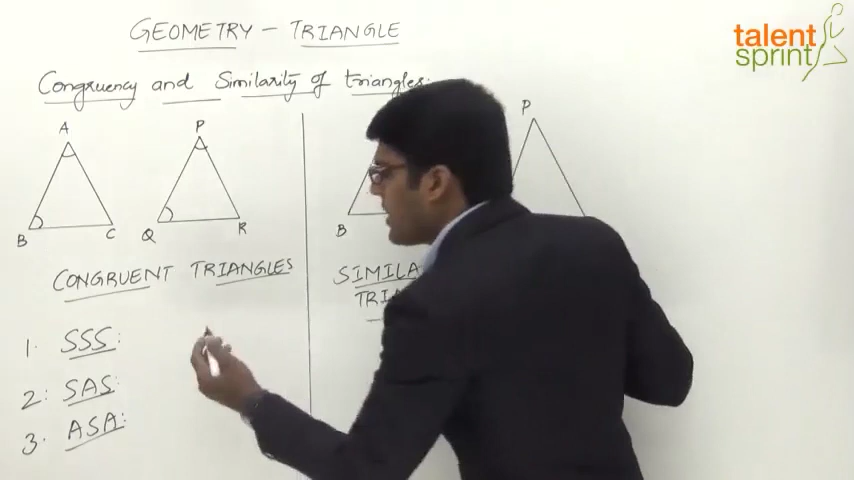 GEOMETRY - TRIANGLE
talent
sprint
Congruency and Similarity of triangles:
A
P
P
B
C
Q
R
B
CONGRUENT TRIANGLES
1. SSS:
2: SAS:
3. ASA: